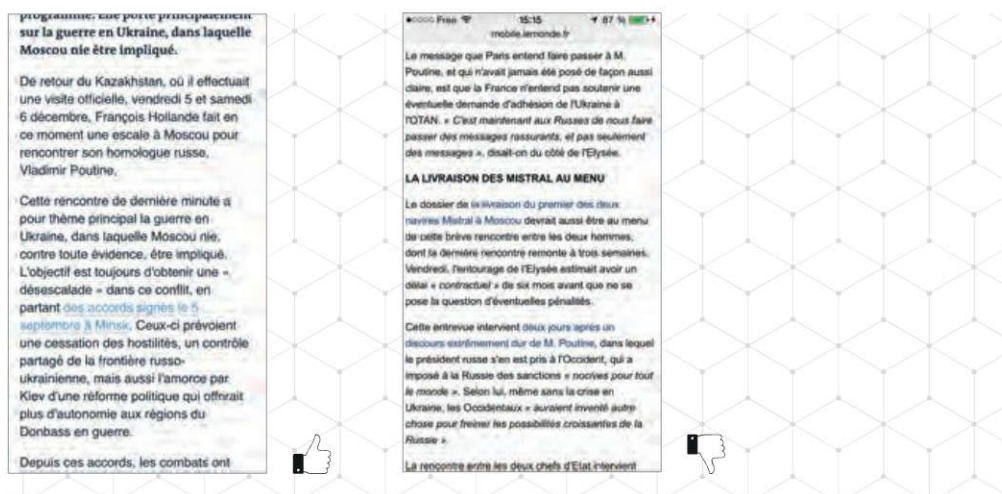 programme. Elle porte principalement
sur la guerre en Ukraine, dans laquelle
Moscou nie être impliqué.
De retour du Kazakhstan, où il effectuait
une visite officielle, vendredi 5 et samedi
6 décembre, François Hollande fait en
ce moment une escale à Moscou pour
rencontrer son homologue russe,
Vladimir Poutine.
Cette rencontre de dernière minute a
pour thème principal la guerre en
Ukraine, dans laquelle Moscou nie,
contre toute évidence, être impliqué.
L'objectif est toujours d'obtenir une «
désescalade » dans ce conflit, en
partant des accords signés le 5
septembre à Minsk. Ceux-ci prévoient
une cessation des hostilités, un contrôle
partagé de la frontière russo-
ukrainienne, mais aussi l'amorce par
Kiev d'une réforme politique qui offrirait
plus d'autonomie aux régions du
Donbass en guerre.
Depuis ces accords, les combats ont
Free 15:15 87 %
mobile.lemonde.fr
Le message que Paris entend faire passer à M.
Poutine, et qui n'avait jamais été posé de façon aussi
claire, est que la France n'entend pas soutenir une
éventuelle demande d'adhésion de l'Ukraine à
l'OTAN. « C'est maintenant aux Russes de nous faire
passer des messages rassurants, et pas seulement
des messages », disait-on du côté de l'Elysée.
LA LIVRAISON DES MISTRAL AU MENU
Le dossier de la livraison du premier des deux
navires Mistral à Moscou devrait aussi être au menu
de cette brève rencontre entre les deux hommes,
dont la dernière rencontre remonte à trois semaines.
Vendredi, l'entourage de l'Elysée estimait avoir un
délai « contractuel » de six mois avant que ne se
pose la question d'éventuelles pénalités.
Cette entrevue intervient deux jours après un
discours extrêmement dur de M. Poutine, dans lequel
le président russe s'en est pris à l'Occident, qui a
imposé à la Russie des sanctions « nocives pour tout
le monde ». Selon lui, même sans la crise en
Ukraine, les Occidentaux « auraient inventé autre
chose pour freiner les possibilités croissantes de la
Russie ».
La rencontre entre les deux chefs d'Etat intervient